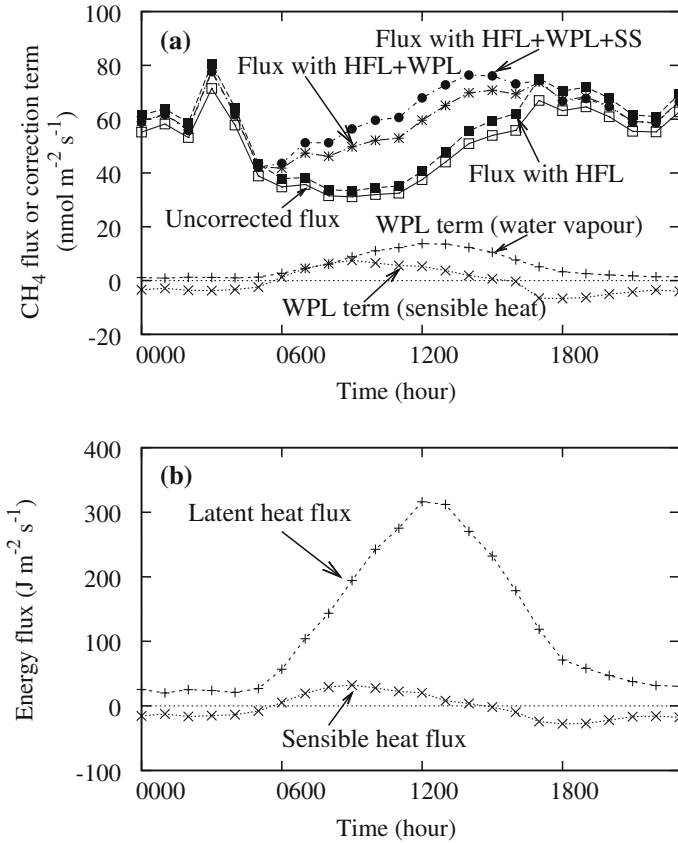 (a)
Flux with HFL+WPL+SS
Flux with HFL+WPL
Flux with HFL
Uncorrected flux
WPL term (water vapour)
WPL term (sensible heat)
CH4 flux or correction term
(nmol m-2 s-1)
100
80
60
40
20
0
-20
0000
0600
1200
1800
Time (hour)
(b)
Latent heat flux
Sensible heat flux
Energy flux (J m-2 s-1)
400
300
200
100
0
-100
0000
0600
1200
1800
Time (hour)